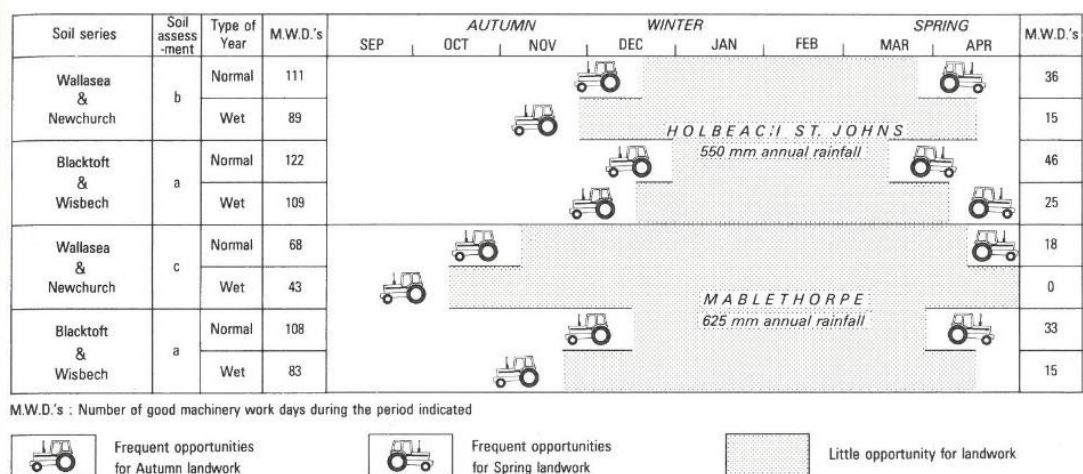 Soil series Soil assess -ment Type of Year M.W.D.'s AUTUMN WINTER SPRING M.W.D.'s
SEP OCT NOV DEC JAN FEB MAR APR
Wallasea & Newchurch b Normal 111 36
Wet 89 15
HOLBEACH ST. JOHNS
550 mm annual rainfall
Blacktoft & Wisbech a Normal 122 46
Wet 109 25
Wallasea & Newchurch c Normal 68 18
Wet 43 0
MABLETHORPE
625 mm annual rainfall
Blacktoft & Wisbech a Normal 108 33
Wet 83 15
M.W.D.'s : Number of good machinery work days during the period indicated
Frequent opportunities
for Autumn landwork
Frequent opportunities
for Spring landwork
Little opportunity for landwork